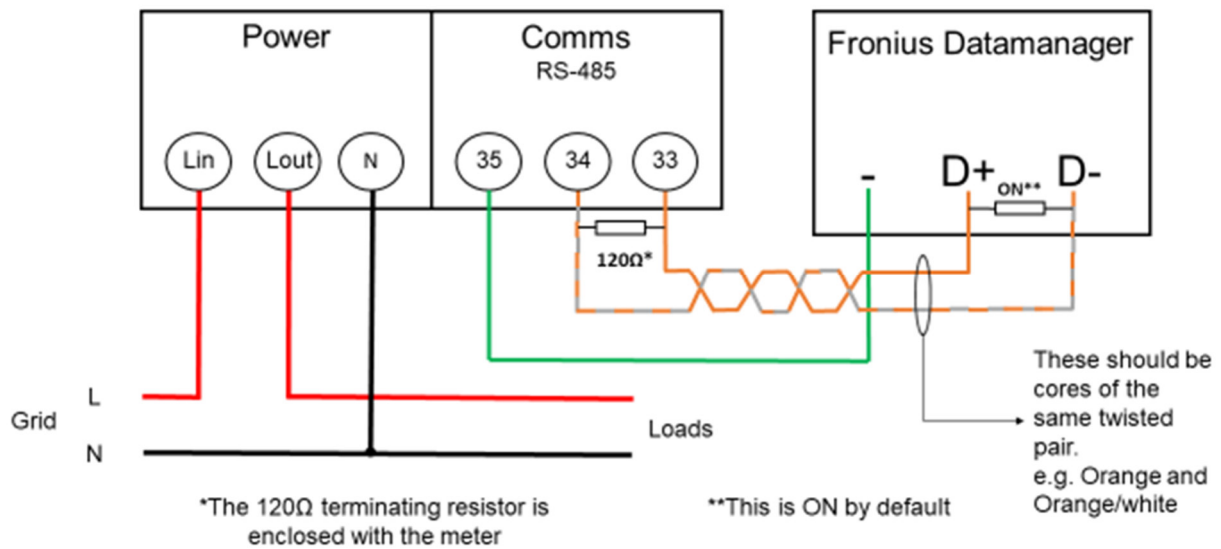 Power
Comms
RS-485
Fronius Datamanager
Lin
Lout
N
35
34
33
-
D+
D-
ON**
120Ω*
L
Grid
N
Loads
These should be
cores of the
same twisted
pair.
e.g. Orange and
Orange/white
*The 120Ω terminating resistor is
enclosed with the meter
**This is ON by default